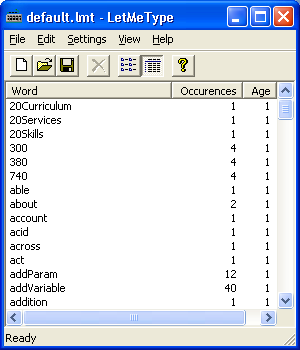 default.lmt - LetMeType
File Edit Settings View Help
Word Occurences Age
20Curriculum 1 1
20Services 1 1
20Skills 1 1
300 4 1
380 4 1
740 4 1
able 1 1
about 2 1
account 1 1
acid 1 1
across 1 1
act 1 1
addParam 12 1
addVariable 40 1
addition 1 1
Ready